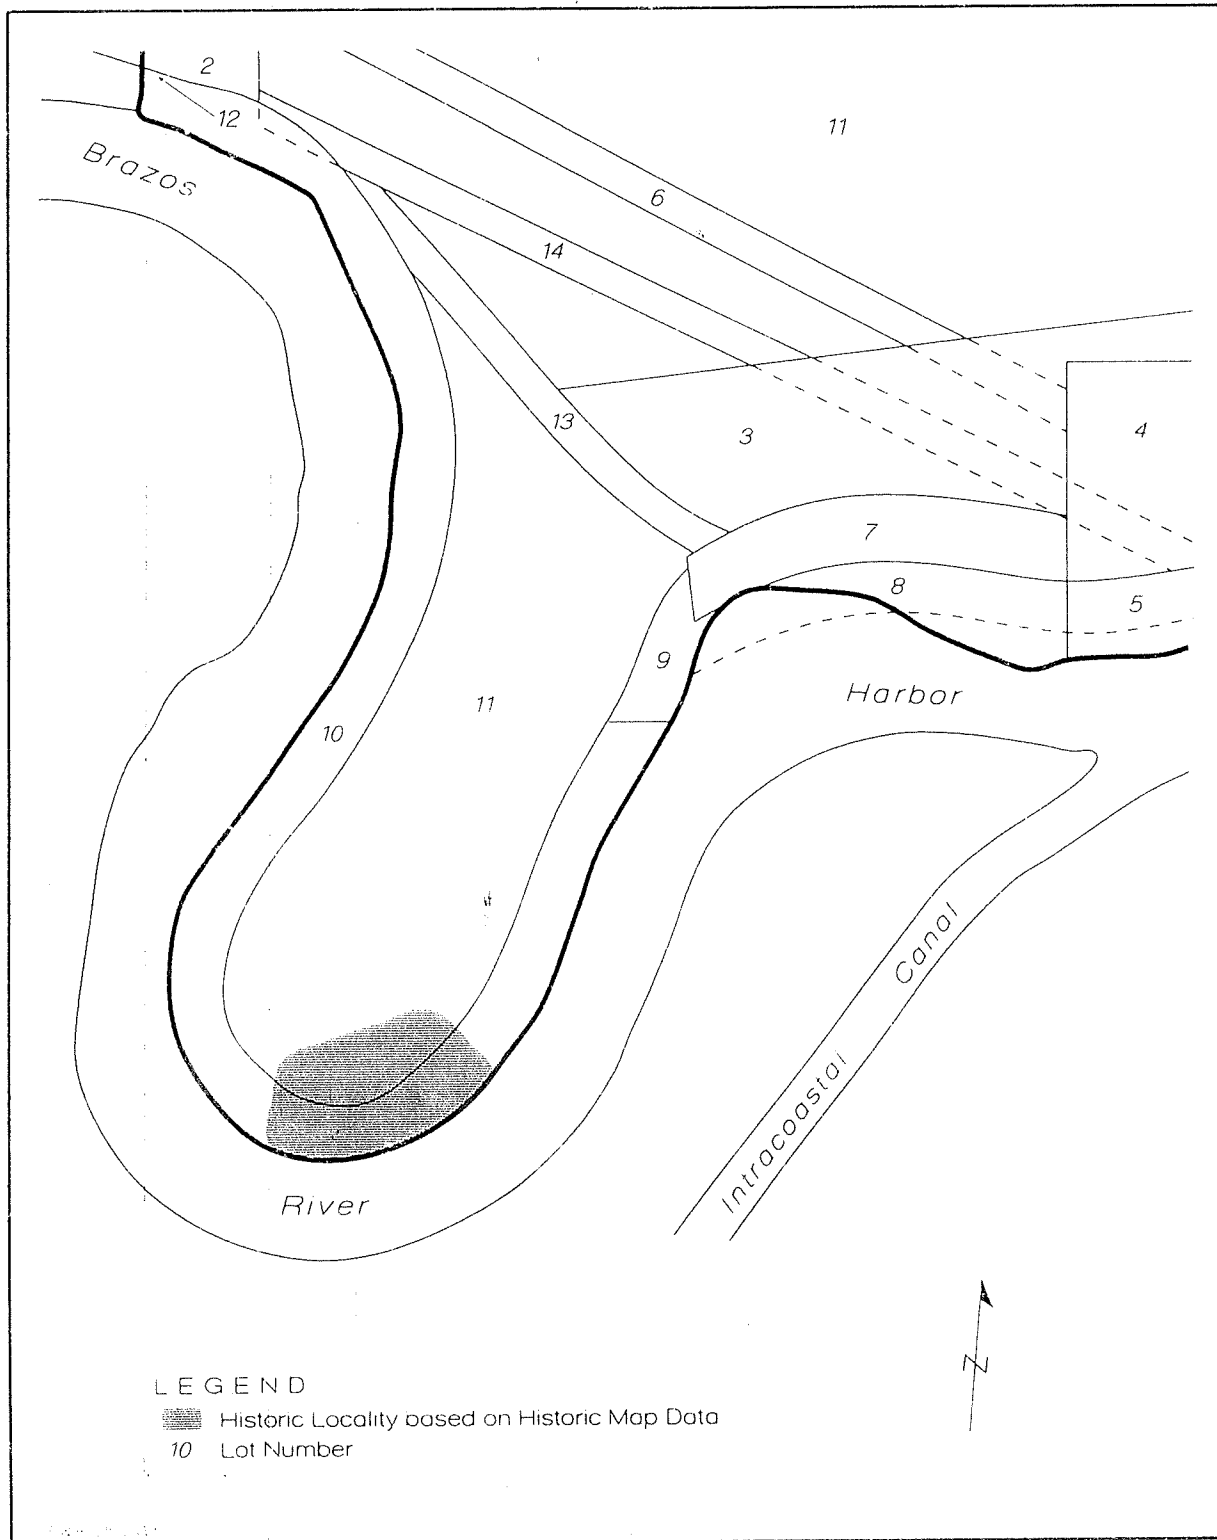 2
12
11
Brazos
6
14
13
3
4
7
8
5
9
Harbor
11
10
Canal
Intracoastal
River
N
LEGEND
Historic Locality based on Historic Map Data
10 Lot Number